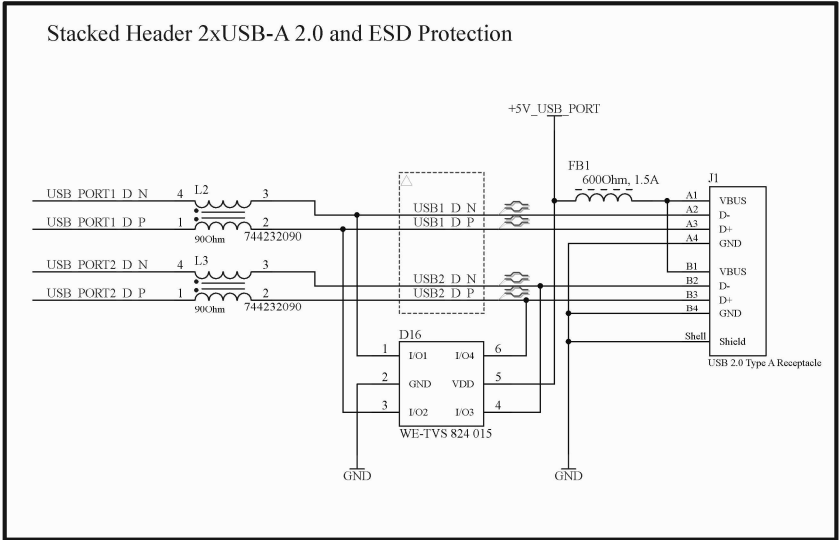 Stacked Header 2xUSB-A 2.0 and ESD Protection
+5V_USB_PORT
FB1
600Ohm, 1.5A
J1
USB_PORT1_D_N 4 L2 3
USB1_D_N
A1 VBUS
A2 D-
USB_PORT1_D_P 1 2
USB1_D_P
A3 D+
90Ohm 744232090
A4 GND
USB_PORT2_D_N 4 L3 3
USB2_D_N
B1 VBUS
B2 D-
USB_PORT2_D_P 1 2
USB2_D_P
B3 D+
90Ohm 744232090
B4 GND
D16
Shell Shield
USB 2.0 Type A Receptacle
1 I/O1 I/O4 6
2 GND VDD 5
3 I/O2 I/O3 4
WE-TVS 824 015
GND GND